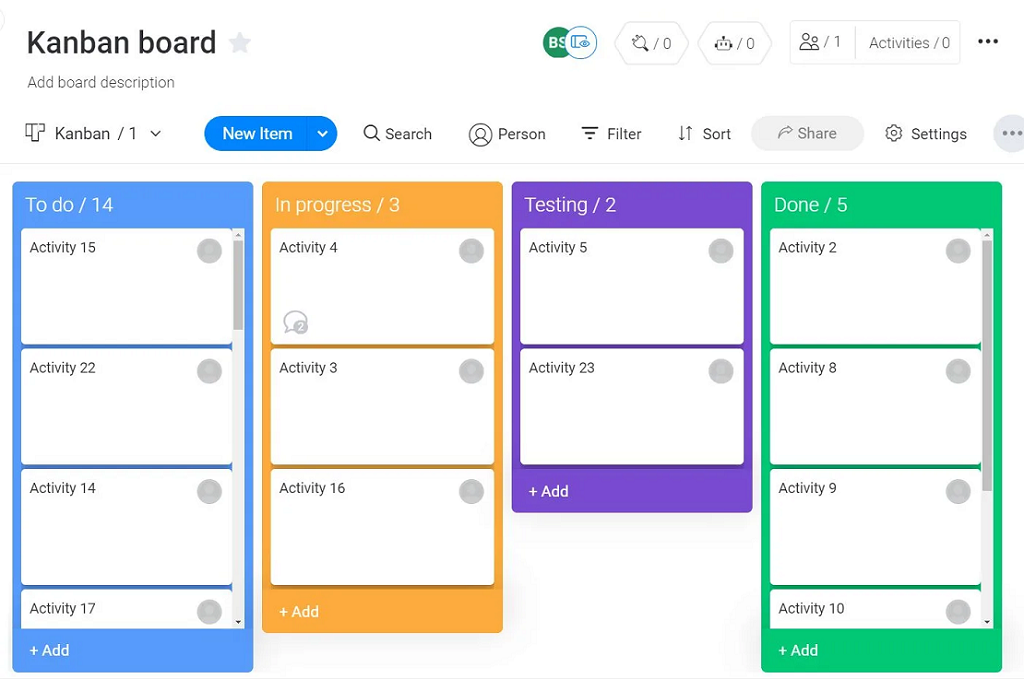 Kanban board
BS
/ 0
/ 0
/ 1
Activities / 0
Add board description
Kanban / 1
New Item
Search
Person
Filter
Sort
Share
Settings
To do / 14
Activity 15
Activity 22
Activity 14
Activity 17
+ Add
In progress / 3
Activity 4
2
Activity 3
Activity 16
+ Add
Testing / 2
Activity 5
Activity 23
+ Add
Done / 5
Activity 2
Activity 8
Activity 9
Activity 10
+ Add